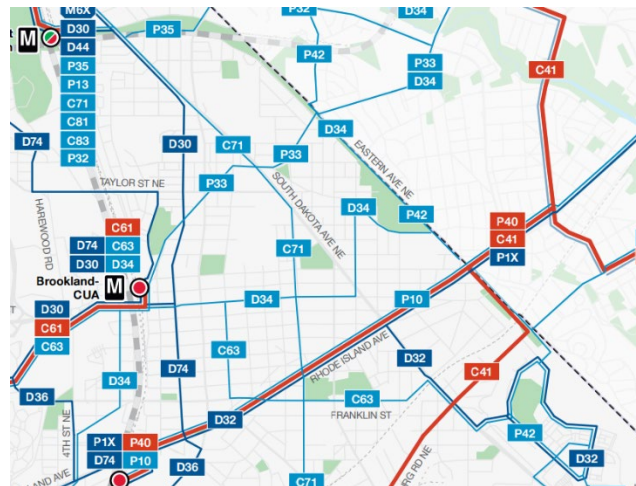 M6X
D30
D44
P35
P13
C71
C81
C83
P32
M
P35
P32
P42
D34
P33
D34
C41
D34
EASTERN AVE NE
D74
D30
C71
P33
P33
TAYLOR ST NE
HAREWOOD RD
SOUTH DAKOTA AVE NE
D34
P42
C61
D74 C63
D30 D34
Brookland-
CUA
M
C71
P40
C41
P1X
D34
P10
D30
C61
C63
C63
RHODE ISLAND AVE
D34
D74
D32
C41
D36
4TH ST NE
C63
FRANKLIN ST
D32
P42
P1X P40
D74 P10
D36
D32
C71